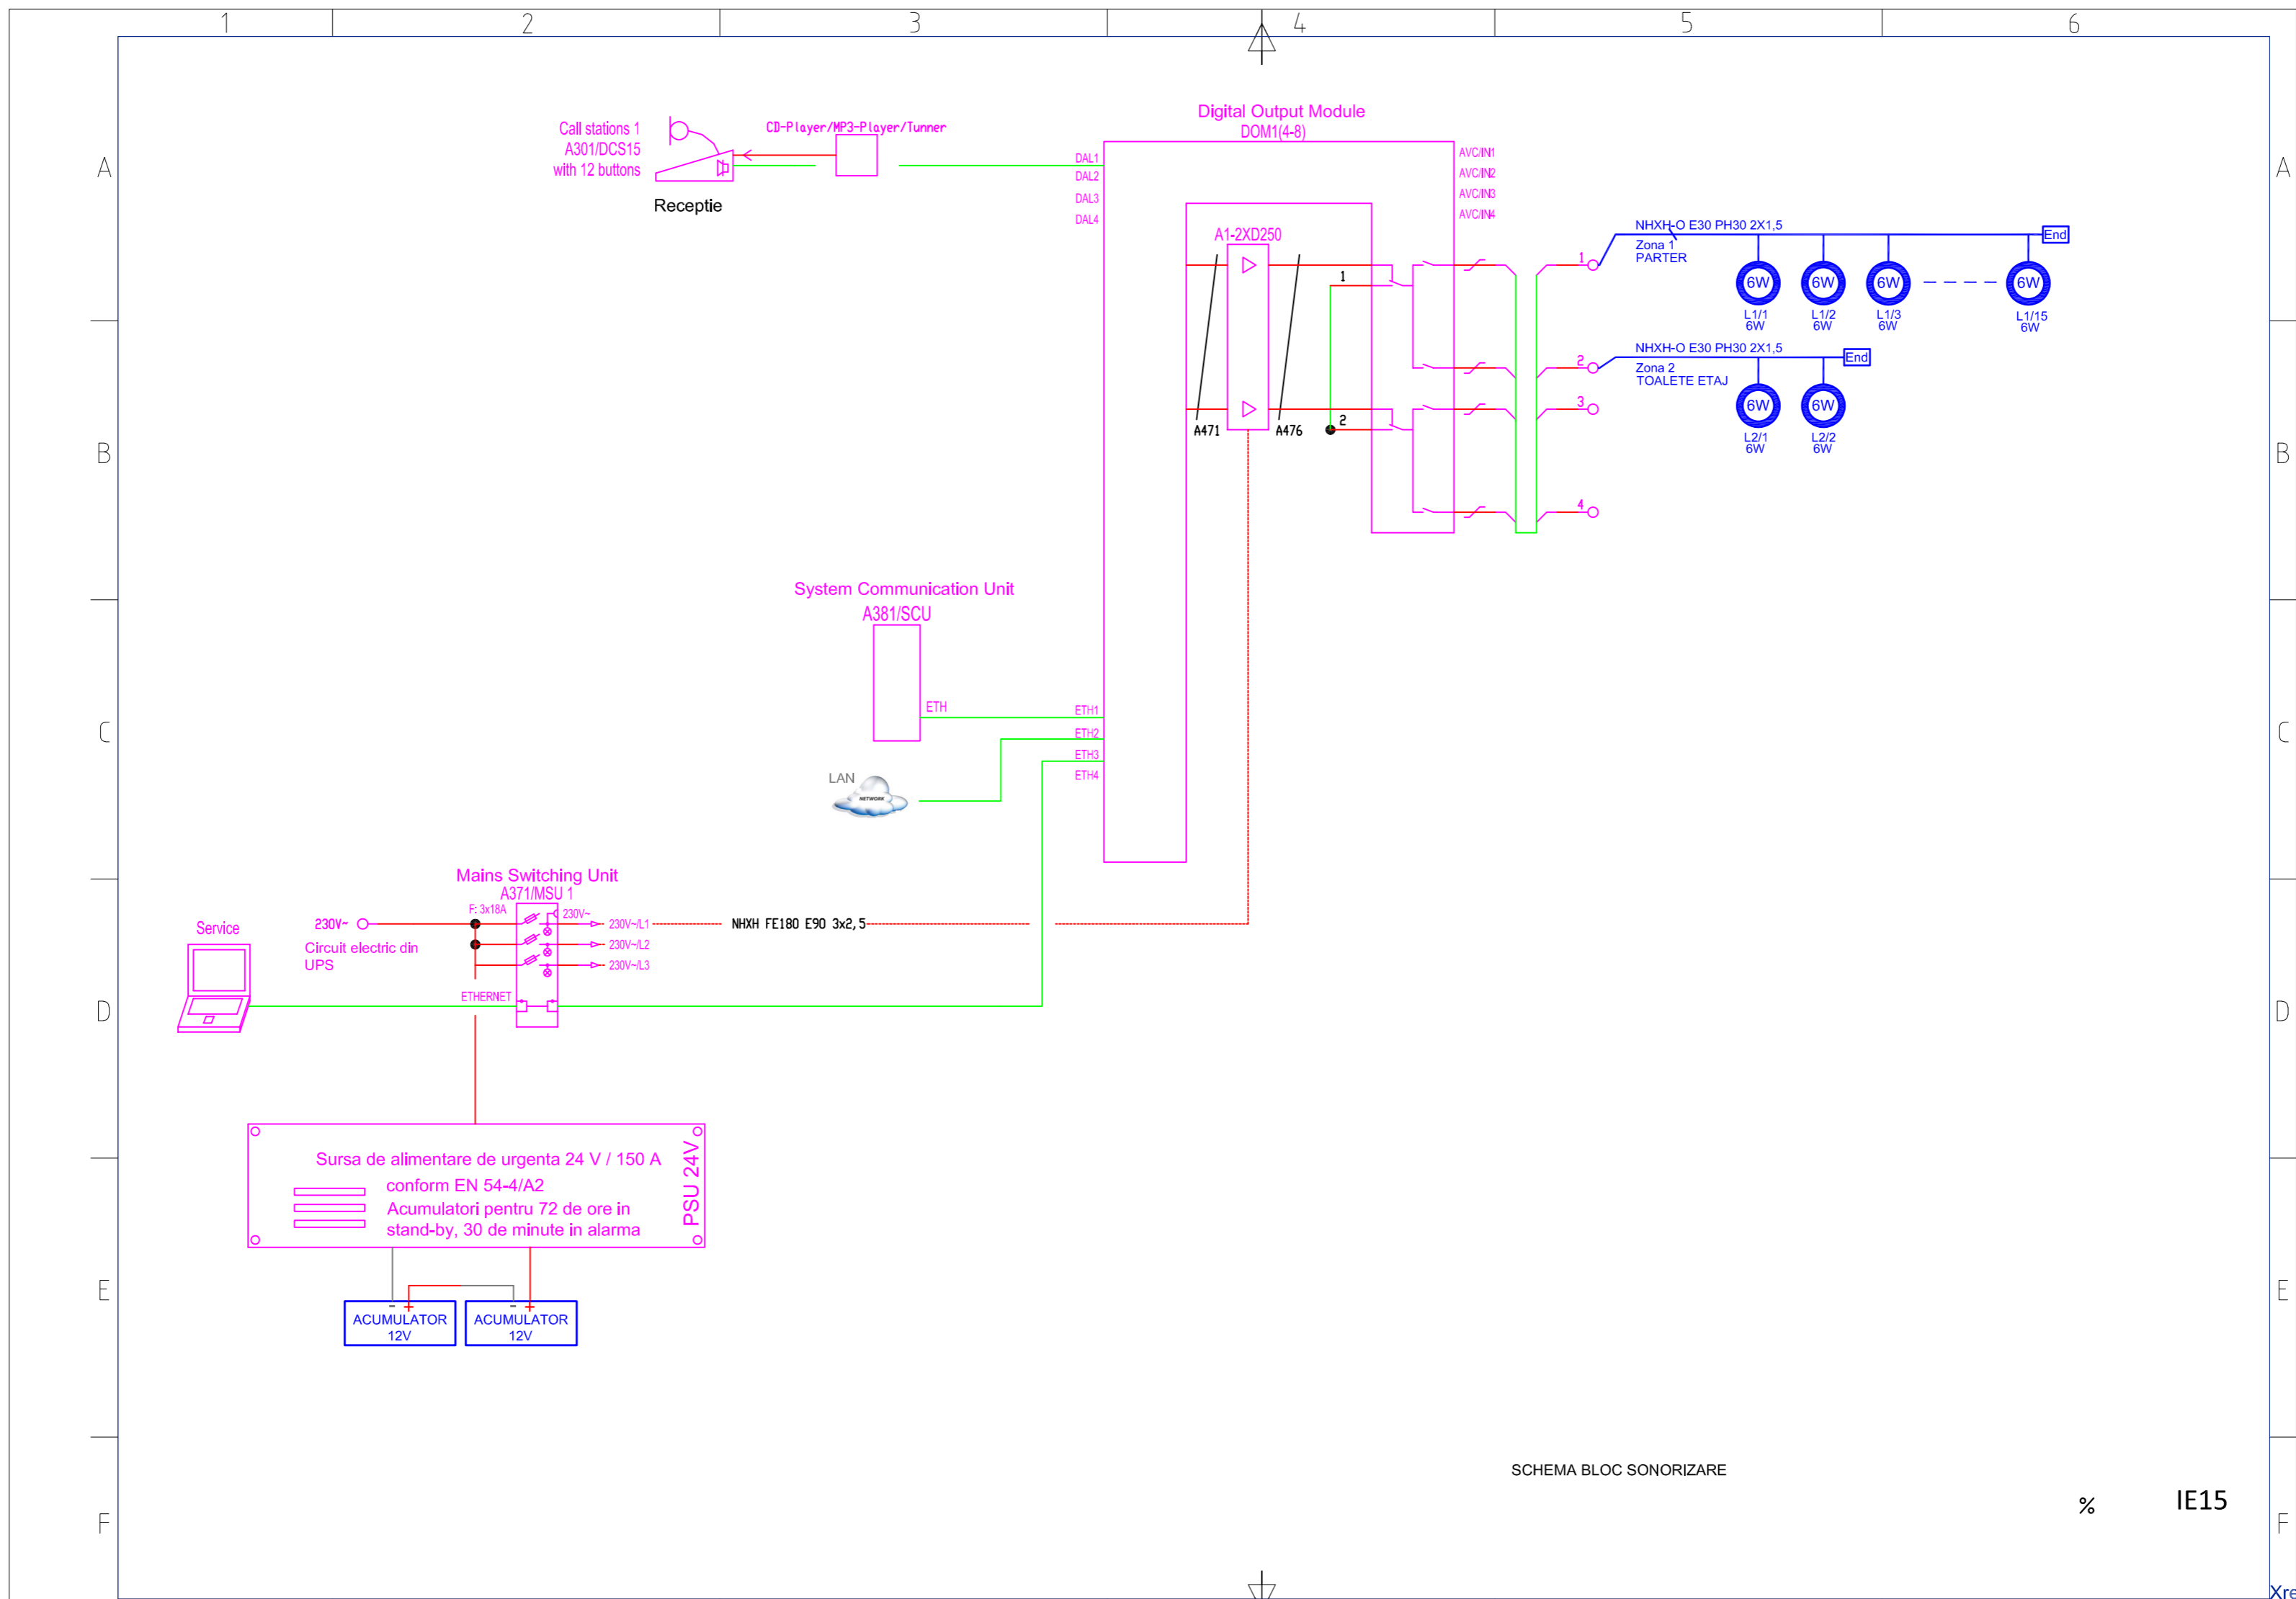 1
2
3
4
5
6
A
A
B
B
C
C
D
D
E
E
F
F
Call stations 1
A301/DCS15
with 12 buttons
Receptie
CD-Player/MP3-Player/Tunner
Digital Output Module
DOM1(4-8)
DAL1
DAL2
DAL3
DAL4
AVC/IN1
AVC/IN2
AVC/IN3
AVC/IN4
A1-2XD250
1
2
A471
A476
1
2
3
4
NHXH-O E30 PH30 2X1,5
Zona 1
PARTER
End
6W
6W
6W
6W
L1/1
6W
L1/2
6W
L1/3
6W
L1/15
6W
NHXH-O E30 PH30 2X1,5
Zona 2
TOALETE ETAJ
End
6W
6W
L2/1
6W
L2/2
6W
System Communication Unit
A381/SCU
ETH
ETH1
ETH2
ETH3
ETH4
LAN
NETWORK
Mains Switching Unit
A371/MSU 1
F: 3x18A
230V~
230V~
Circuit electric din
UPS
230V~/L1
230V~/L2
230V~/L3
NHXH FE180 E90 3x2,5
Service
ETHERNET
Sursa de alimentare de urgenta 24 V / 150 A
conform EN 54-4/A2
Acumulatori pentru 72 de ore in
stand-by, 30 de minute in alarma
PSU 24V
- +
ACUMULATOR
12V
- +
ACUMULATOR
12V
SCHEMA BLOC SONORIZARE
%
IE15
Xre